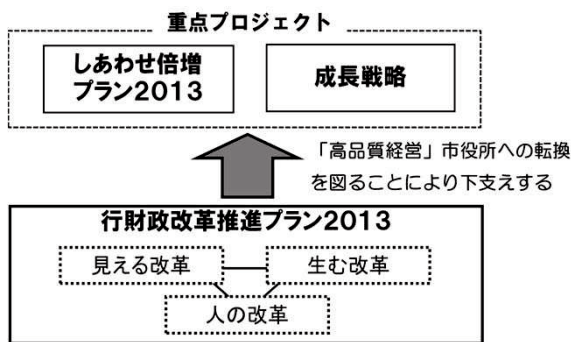 重点プロジェクト
しあわせ倍増
プラン2013
成長戦略
「高品質経営」市役所への転換
を図ることにより下支えする
行財政改革推進プラン2013
見える改革
生む改革
人の改革